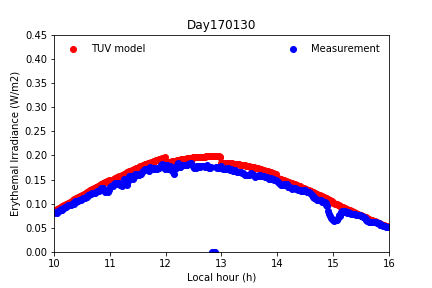 Day170130
0.45
0.40
0.35
0.30
0.25
0.20
0.15
0.10
0.05
0.00
Erythemal Irradiance (W/m2)
TUV model
Measurement
10 11 12 13 14 15 16
Local hour (h)